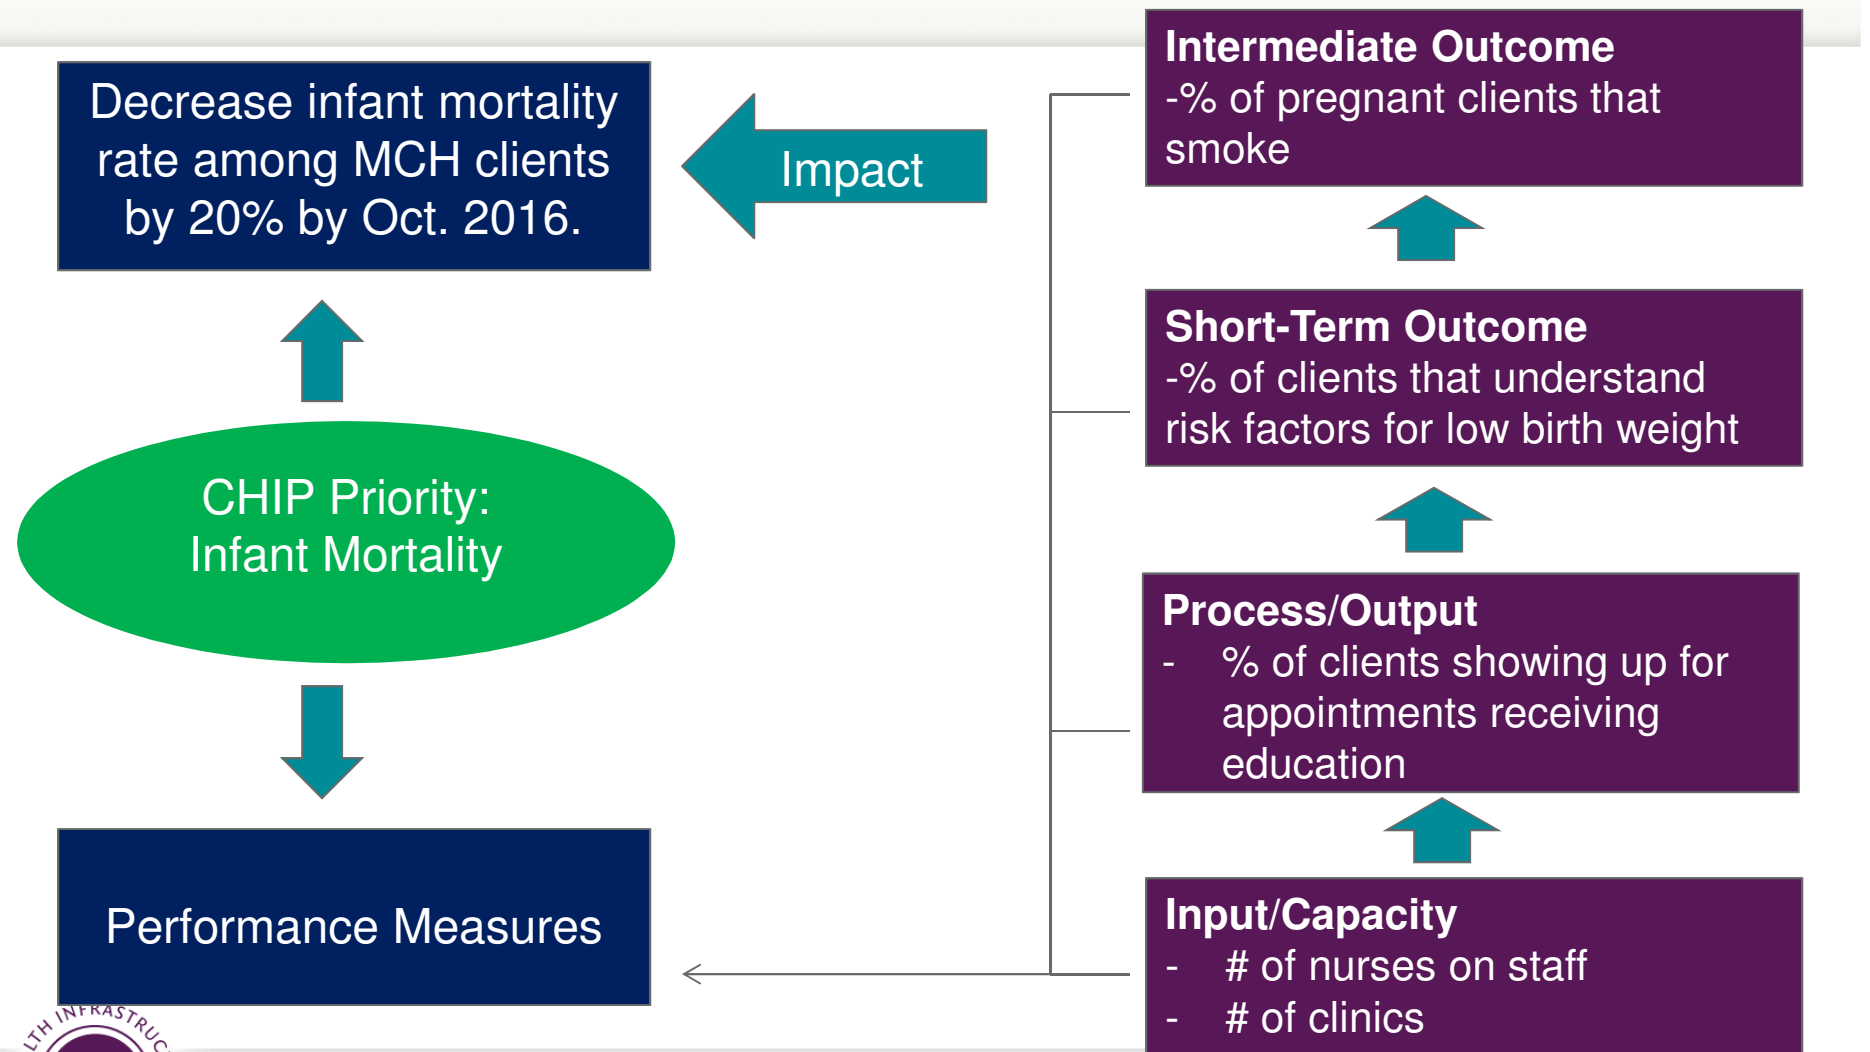 Decrease infant mortality
rate among MCH clients
by 20% by Oct. 2016.
Impact
CHIP Priority:
Infant Mortality
Performance Measures
Intermediate Outcome
-% of pregnant clients that
smoke
Short-Term Outcome
-% of clients that understand
risk factors for low birth weight
Process/Output
- % of clients showing up for
appointments receiving
education
Input/Capacity
- # of nurses on staff
- # of clinics